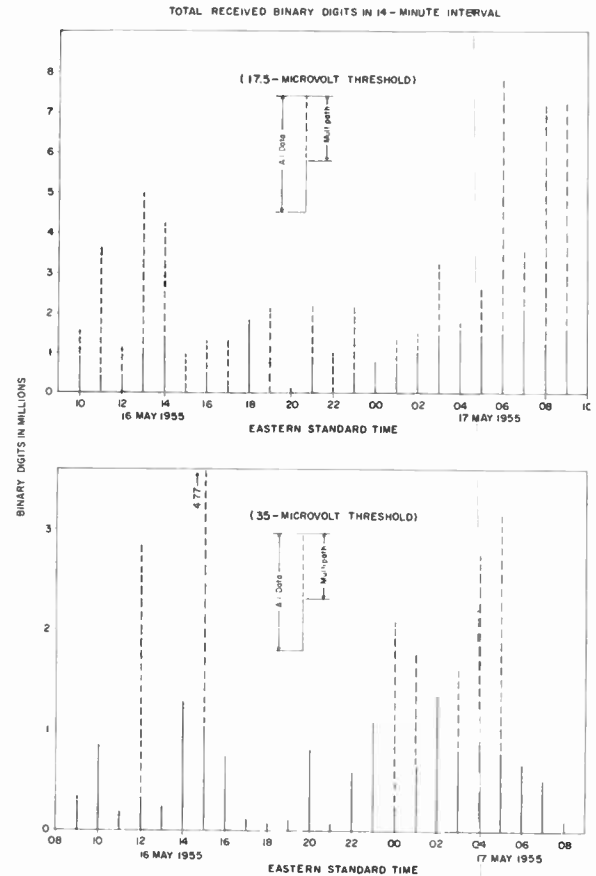 TOTAL RECEIVED BINARY DIGITS IN 14-MINUTE INTERVAL
(17.5-MICROVOLT THRESHOLD)
All Data
Multipath
8
7
6
5
4
3
2
1
0
10 12 14 16 18 20 22 00 02 04 06 08 10
16 MAY 1955 17 MAY 1955
EASTERN STANDARD TIME
BINARY DIGITS IN MILLIONS
4.77
(35-MICROVOLT THRESHOLD)
All Data
Multipath
3
2
1
0
08 10 12 14 16 18 20 22 00 02 04 06 08
16 MAY 1955 17 MAY 1955
EASTERN STANDARD TIME